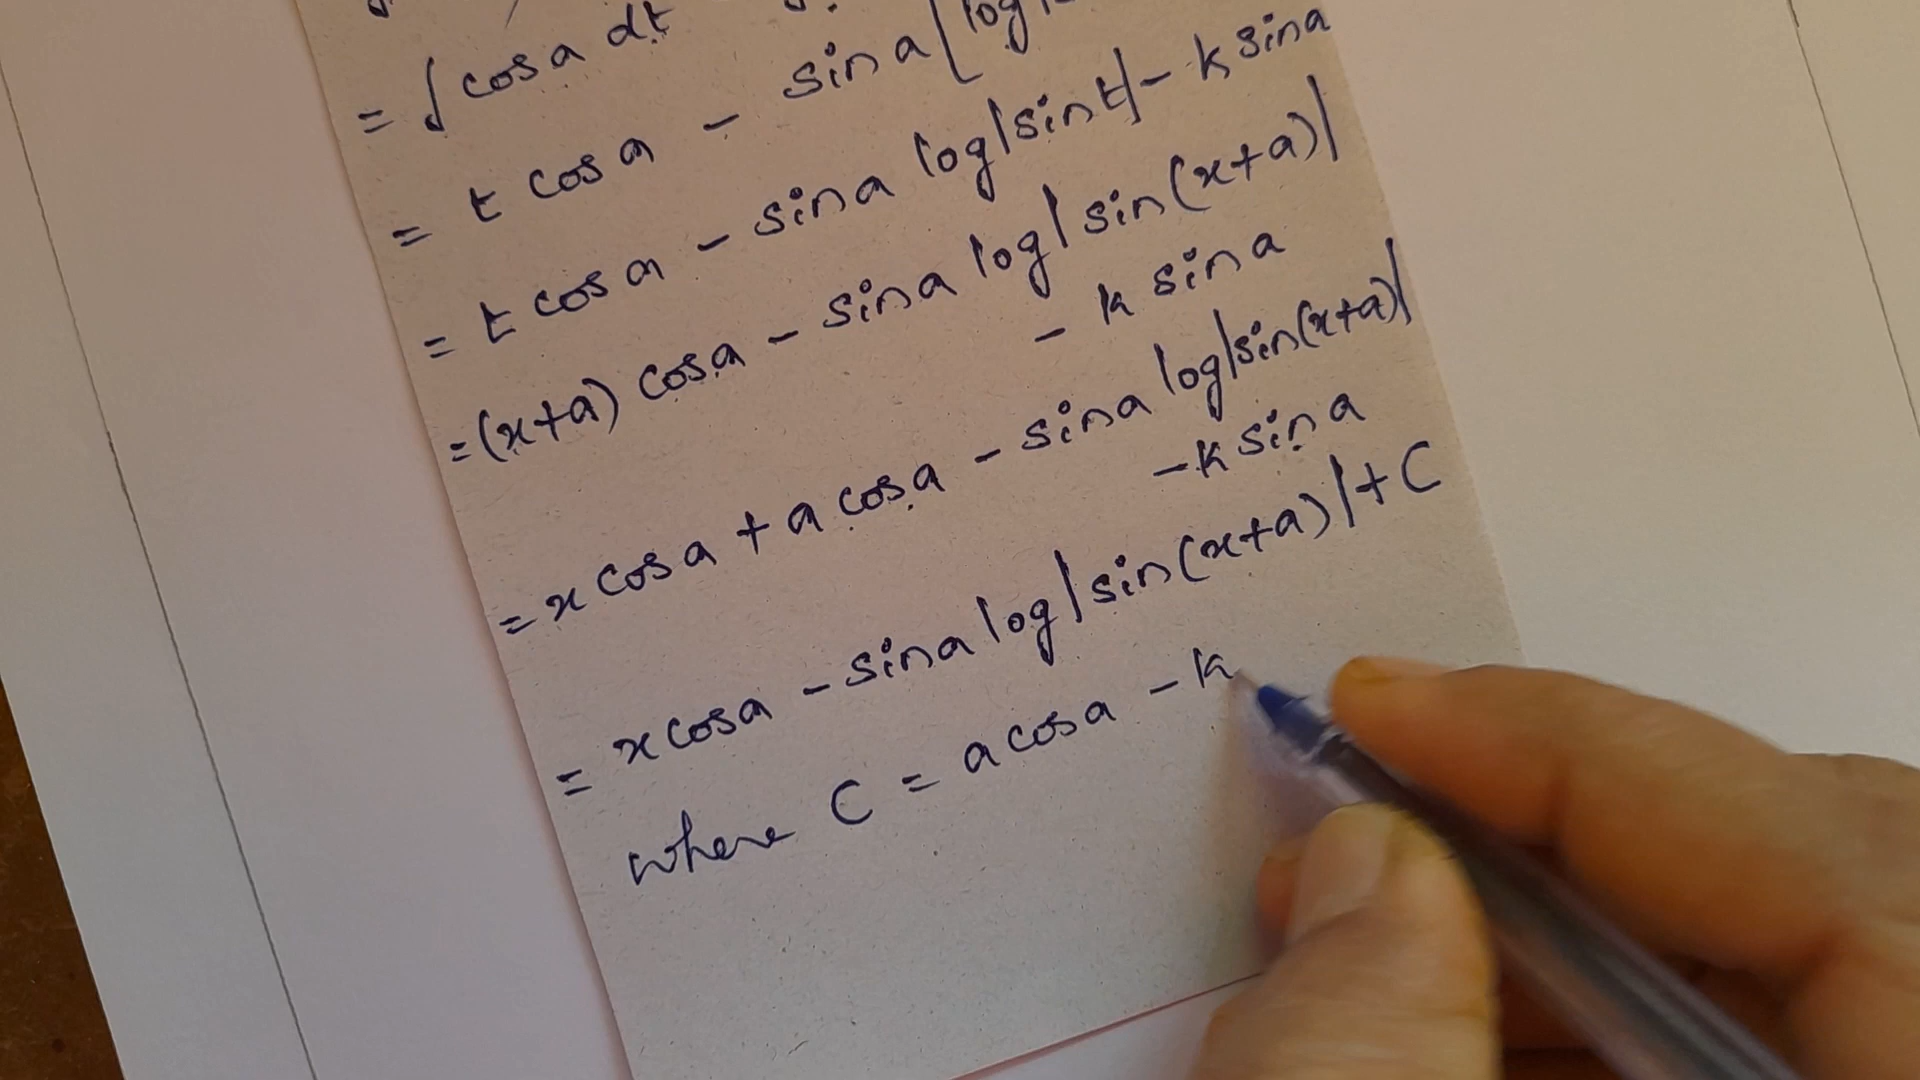 = ∫ cos a dt
= t cos a - sin a [log
= t cos a - sin a log|sin t| - k sin a
= (x+a) cos a - sin a log|sin(x+a)|
- k sin a
= x cos a + a cos a - sin a log|sin(x+a)|
- k sin a
= x cos a - sin a log|sin(x+a)| + C
where C = a cos a - k